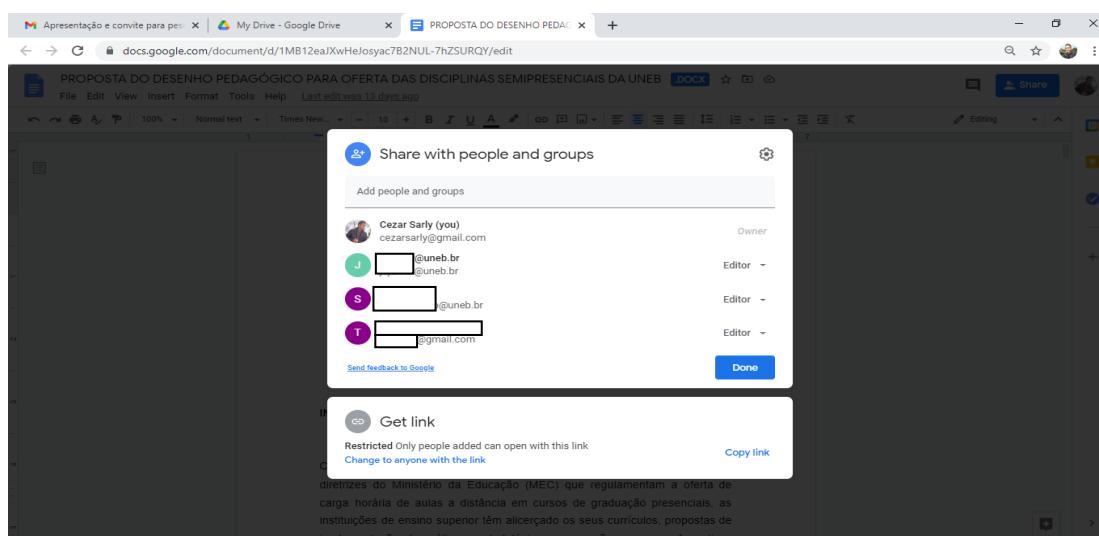 Apresentação e convite para pes
My Drive - Google Drive
PROPOSTA DO DESENHO PEDAG
docs.google.com/document/d/1MB12eaJXwHeJosyac7B2NUL-7hZSURQY/edit
PROPOSTA DO DESENHO PEDAGÓGICO PARA OFERTA DAS DISCIPLINAS SEMIPRESENCIAIS DA UNEB .DOCX
Share
File Edit View Insert Format Tools Help Last edit was 13 days ago
100% Normal text Times New... 10 B I U A Editing
Share with people and groups
Add people and groups
Cezar Sarly (you)
cezarsarly@gmail.com
Owner
J
@uneb.br
@uneb.br
Editor
S
@uneb.br
Editor
T
@gmail.com
Editor
Send feedback to Google
Done
Get link
Restricted Only people added can open with this link
Change to anyone with the link
Copy link
diretrizes do Ministério da Educação (MEC) que regulamentam a oferta de
carga horária de aulas a distância em cursos de graduação presenciais, as
instituições de ensino superior têm alicerçado os seus currículos, propostas de